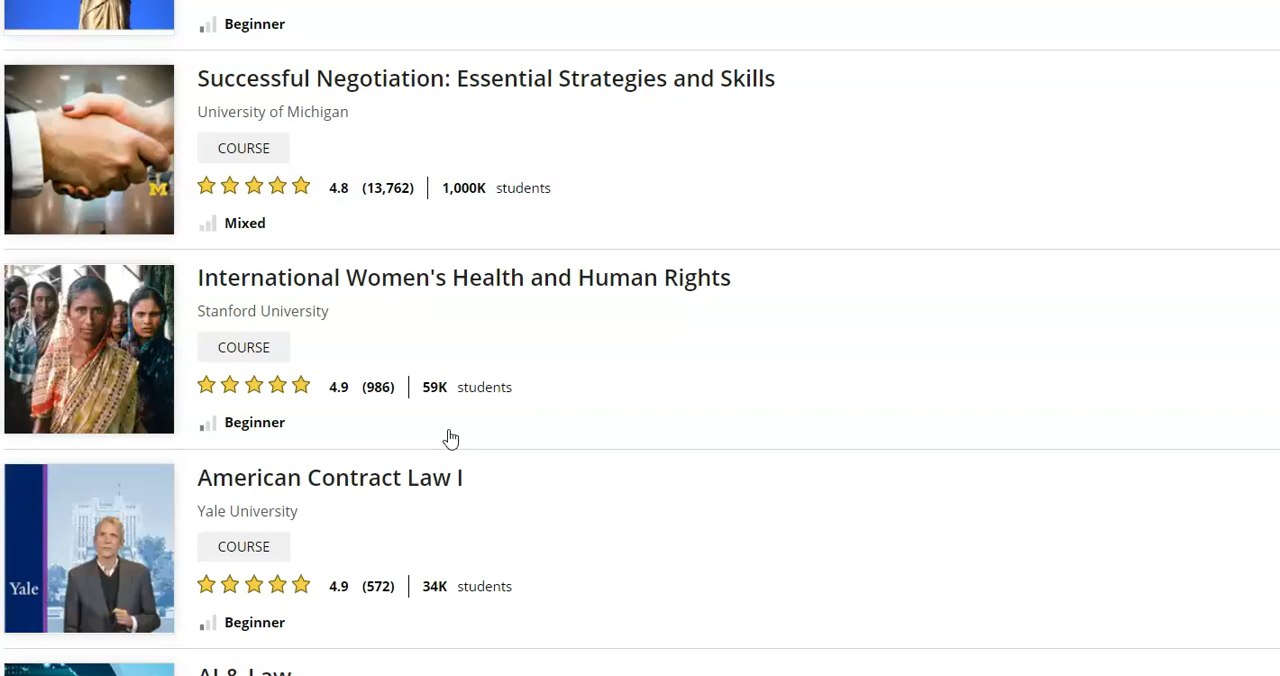 Beginner
Successful Negotiation: Essential Strategies and Skills
University of Michigan
COURSE
4.8 (13,762) 1,000K students
M
Mixed
International Women's Health and Human Rights
Stanford University
COURSE
4.9 (986) 59K students
Beginner
American Contract Law I
Yale University
COURSE
4.9 (572) 34K students
Yale
Beginner
AI & Law